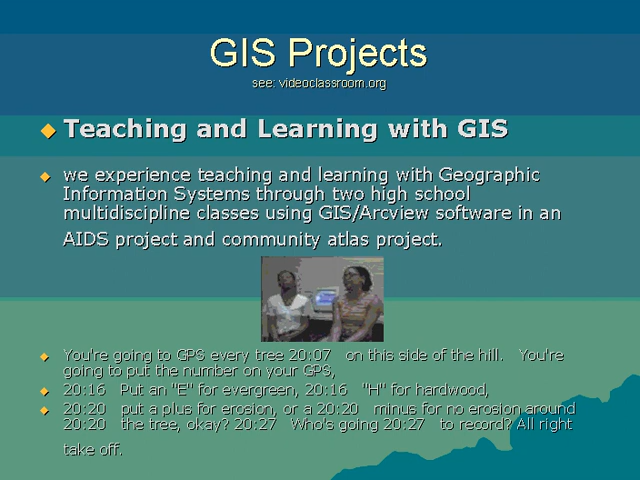 GIS Projects
see: videoclassroom.org
Teaching and Learning with GIS
we experience teaching and learning with Geographic
Information Systems through two high school
multidiscipline classes using GIS/Arcview software in an
AIDS project and community atlas project.
You're going to GPS every tree 20:07 on this side of the hill. You're
going to put the number on your GPS,
20:16 Put an "E" for evergreen, 20:16 "H" for hardwood,
20:20 put a plus for erosion, or a 20:20 minus for no erosion around
20:20 the tree, okay? 20:27 Who's going 20:27 to record? All right
take off.